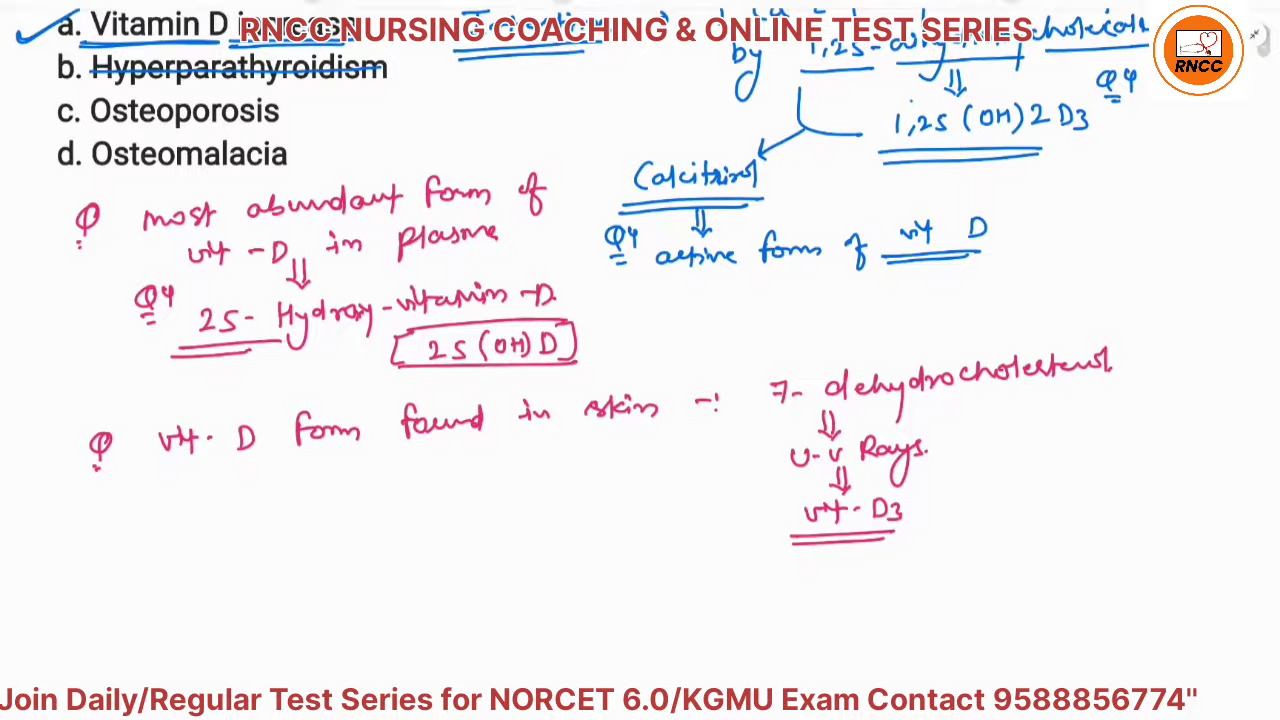 RNCC NURSING COACHING & ONLINE TEST SERIES
a. Vitamin D
b. Hyperparathyroidism
c. Osteoporosis
d. Osteomalacia
by 1,25-
⇓
1,25 (OH)2 D3
Calcitriol
⇓
active form of vit D
Q most abundant form of
vit-D in plasma
⇓
25-Hydroxy-vitamin-D
[25(OH)D]
Q vit. D form found in skin -: 7-dehydrocholesterol
⇓
U.V Rays.
⇓
vit. D3
RNCC
Join Daily/Regular Test Series for NORCET 6.0/KGMU Exam Contact 9588856774"